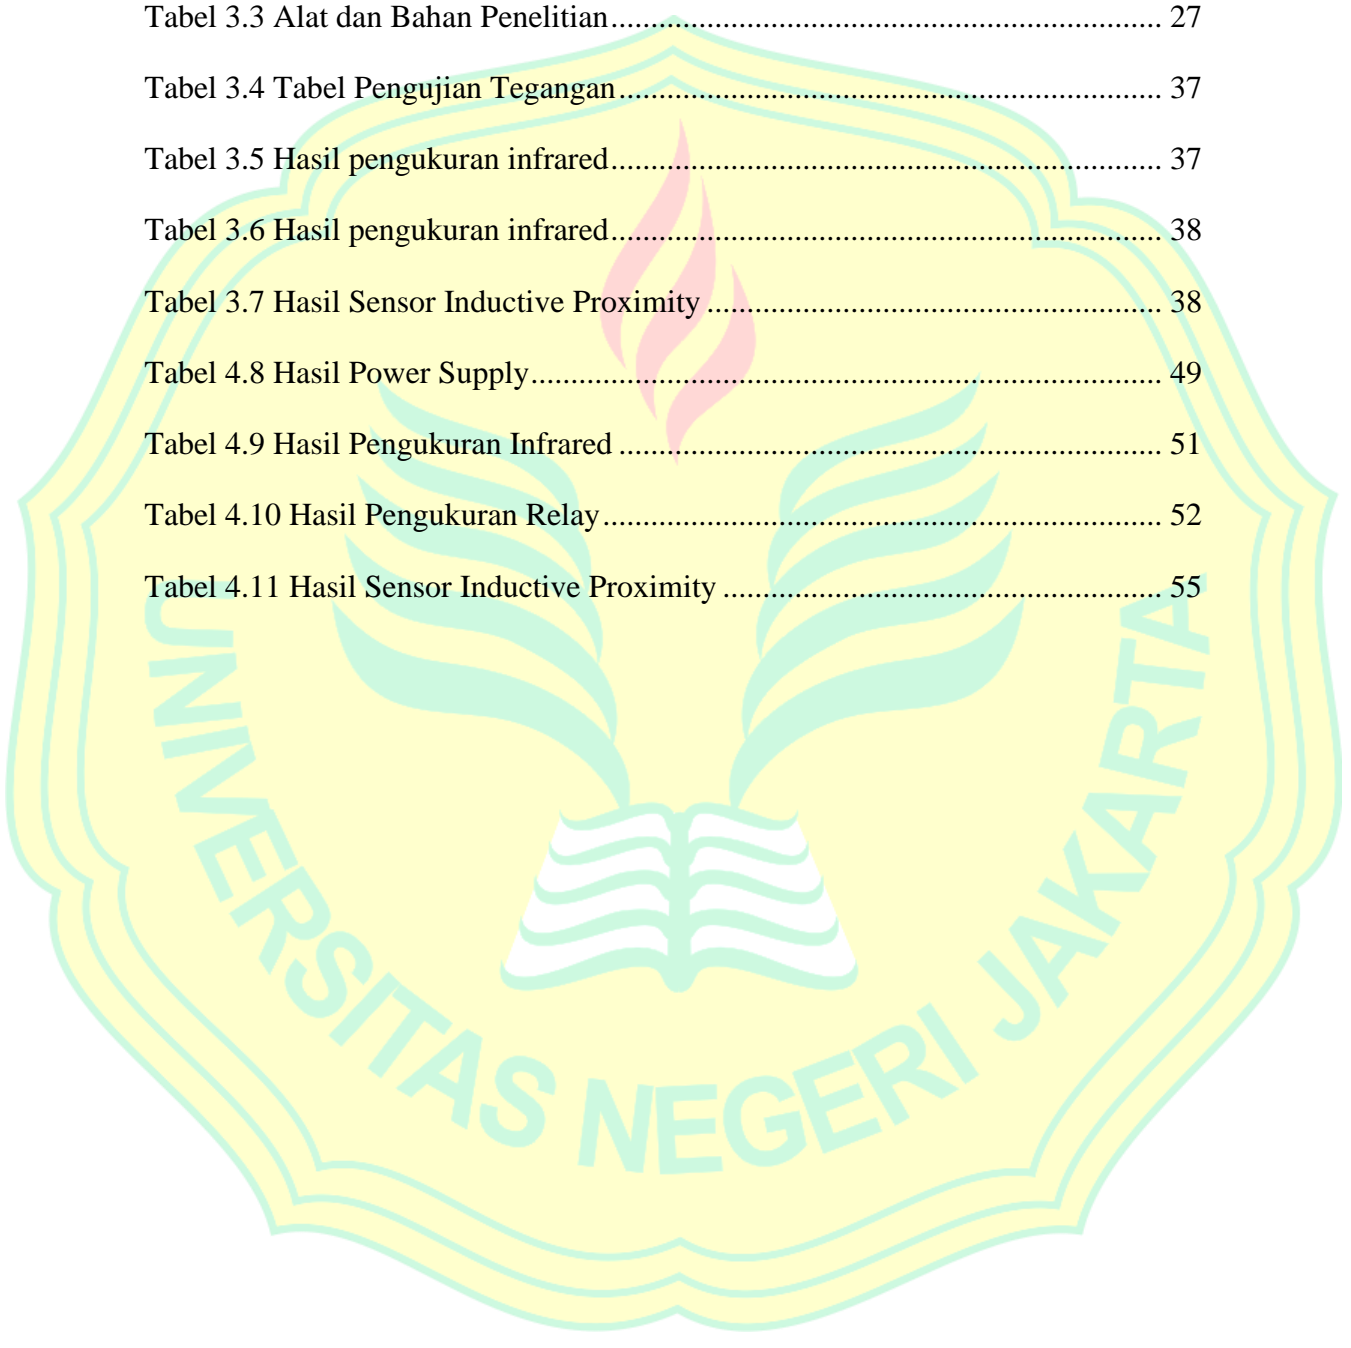 Tabel 3.3 Alat dan Bahan Penelitian.................................................................... 27
Tabel 3.4 Tabel Pengujian Tegangan................................................................... 37
Tabel 3.5 Hasil pengukuran infrared.................................................................... 37
Tabel 3.6 Hasil pengukuran infrared.................................................................... 38
Tabel 3.7 Hasil Sensor Inductive Proximity ........................................................ 38
Tabel 4.8 Hasil Power Supply.............................................................................. 49
Tabel 4.9 Hasil Pengukuran Infrared ................................................................... 51
Tabel 4.10 Hasil Pengukuran Relay..................................................................... 52
Tabel 4.11 Hasil Sensor Inductive Proximity ...................................................... 55
UNIVERSITAS NEGERI JAKARTA